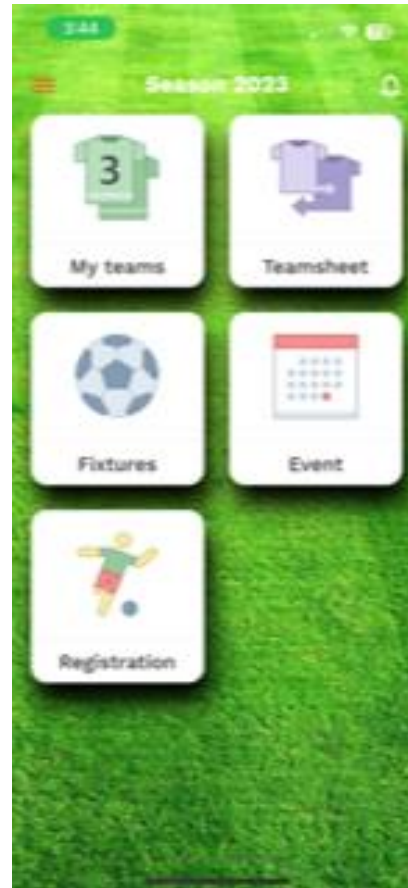 3:44
Season 2023
3
My teams
Teamsheet
Fixtures
Event
Registration